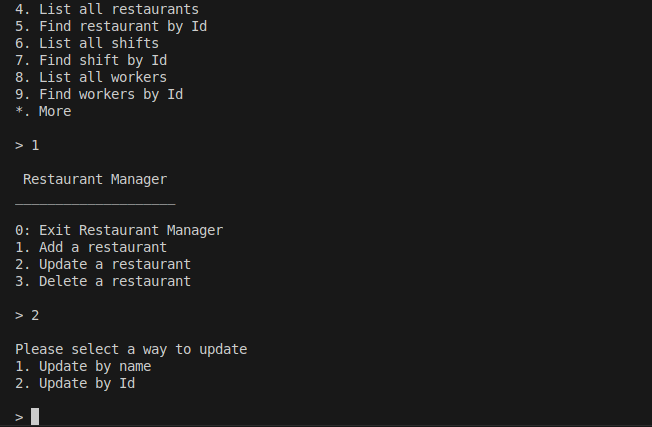 4. List all restaurants
5. Find restaurant by Id
6. List all shifts
7. Find shift by Id
8. List all workers
9. Find workers by Id
*. More
> 1
Restaurant Manager
____________________
0: Exit Restaurant Manager
1. Add a restaurant
2. Update a restaurant
3. Delete a restaurant
> 2
Please select a way to update
1. Update by name
2. Update by Id
>